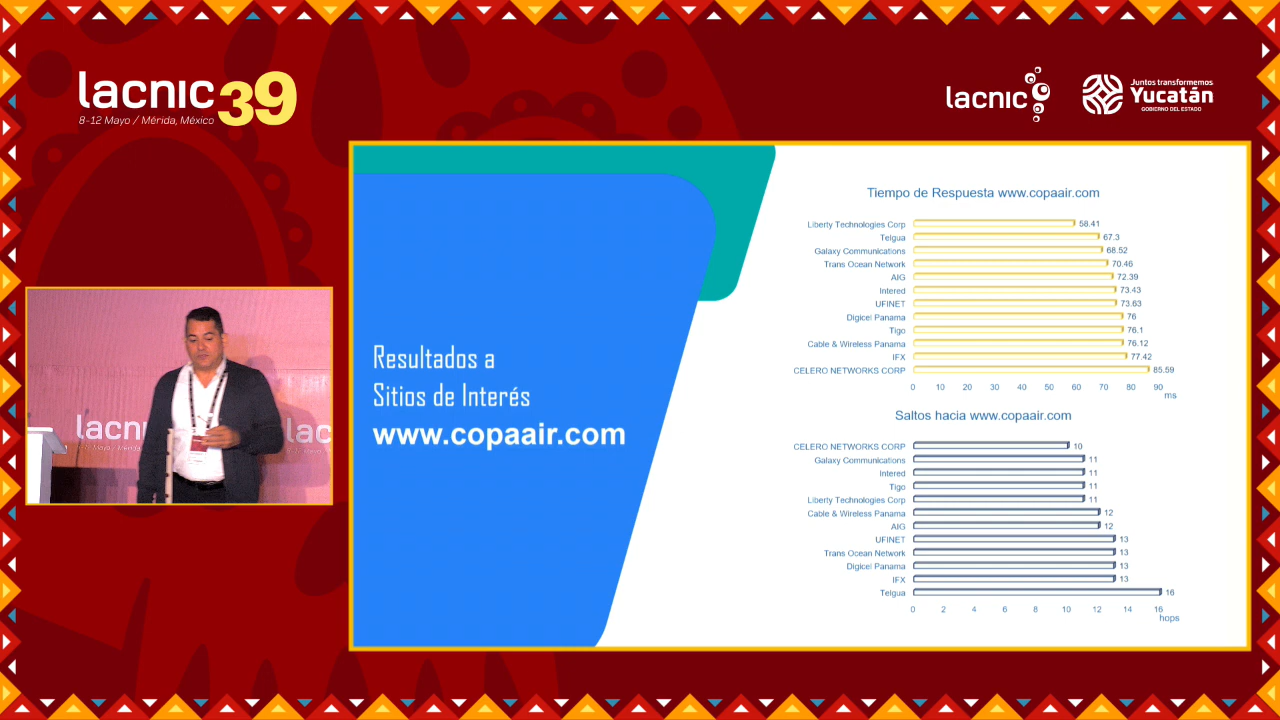 lacnic39
8-12 Mayo / Mérida, México
lacnic
Juntos transformemos
Yucatán
GOBIERNO DEL ESTADO
Resultados a
Sitios de Interés
www.copaair.com
Tiempo de Respuesta www.copaair.com
Liberty Technologies Corp 58.41
Telgua 67.3
Galaxy Communications 68.52
Trans Ocean Network 70.46
AIG 72.39
Intered 73.43
UFINET 73.63
Digicel Panama 76
Tigo 76.1
Cable & Wireless Panama 76.12
IFX 77.42
CELERO NETWORKS CORP 85.59
0 10 20 30 40 50 60 70 80 90
ms
Saltos hacia www.copaair.com
CELERO NETWORKS CORP 10
Galaxy Communications 11
Intered 11
Tigo 11
Liberty Technologies Corp 11
Cable & Wireless Panama 12
AIG 12
UFINET 13
Trans Ocean Network 13
Digicel Panama 13
IFX 13
Telgua 16
0 2 4 6 8 10 12 14 16
hops
lacnic
lac